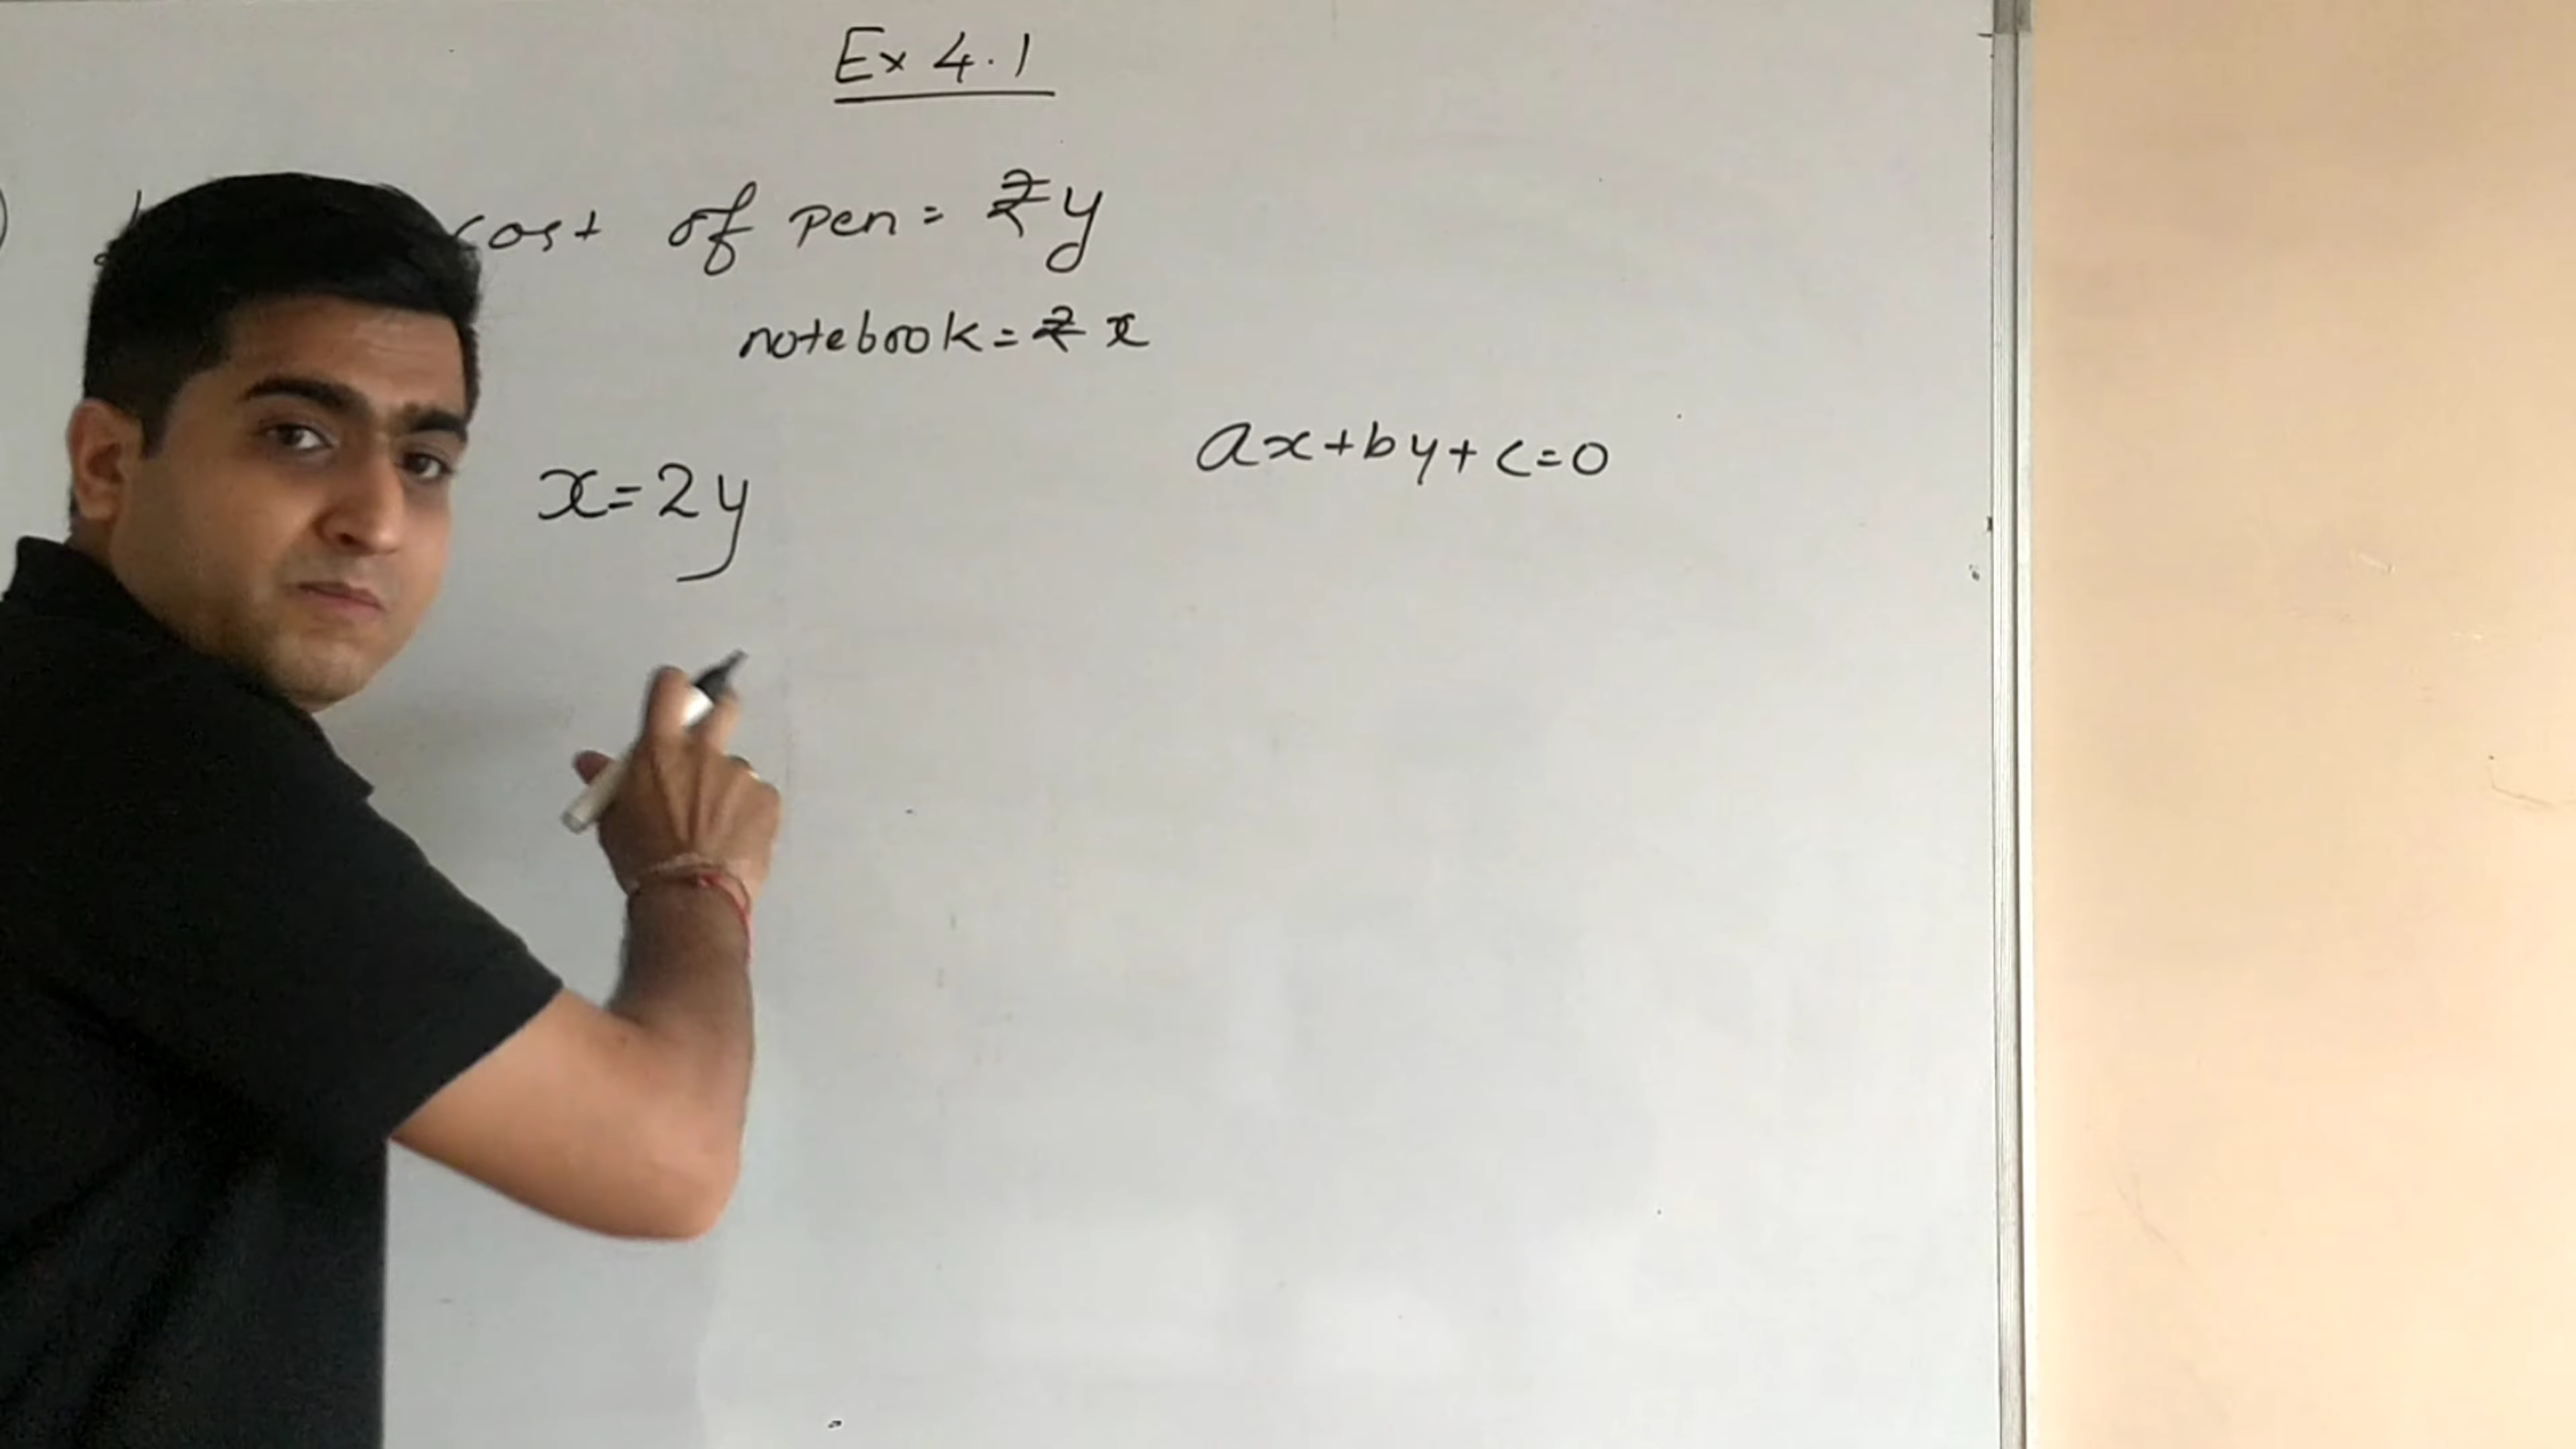 Ex 4.1
cost of pen = ₹ y
notebook = ₹ x
ax+by+c=0
x=2y